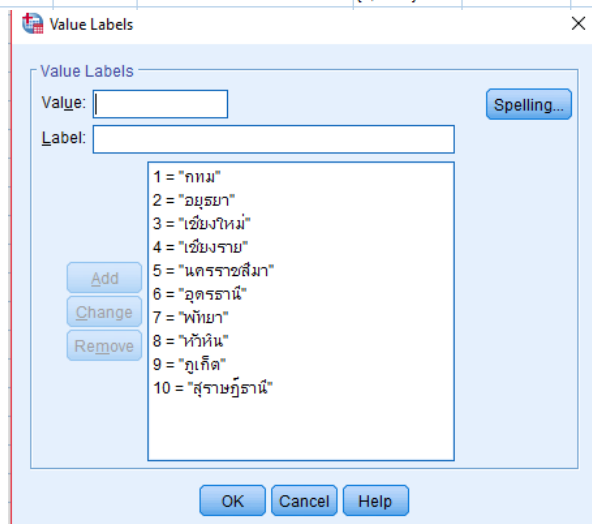 Value Labels
Value Labels
Value:
Spelling...
Label:
1 = "กทม"
2 = "อยุธยา"
3 = "เชียงใหม่"
4 = "เชียงราย"
5 = "นครราชสีมา"
6 = "อุดรธานี"
7 = "พัทยา"
8 = "หัวหิน"
9 = "ภูเก็ต"
10 = "สุราษฎ์ธานี"
Add
Change
Remove
OK Cancel Help